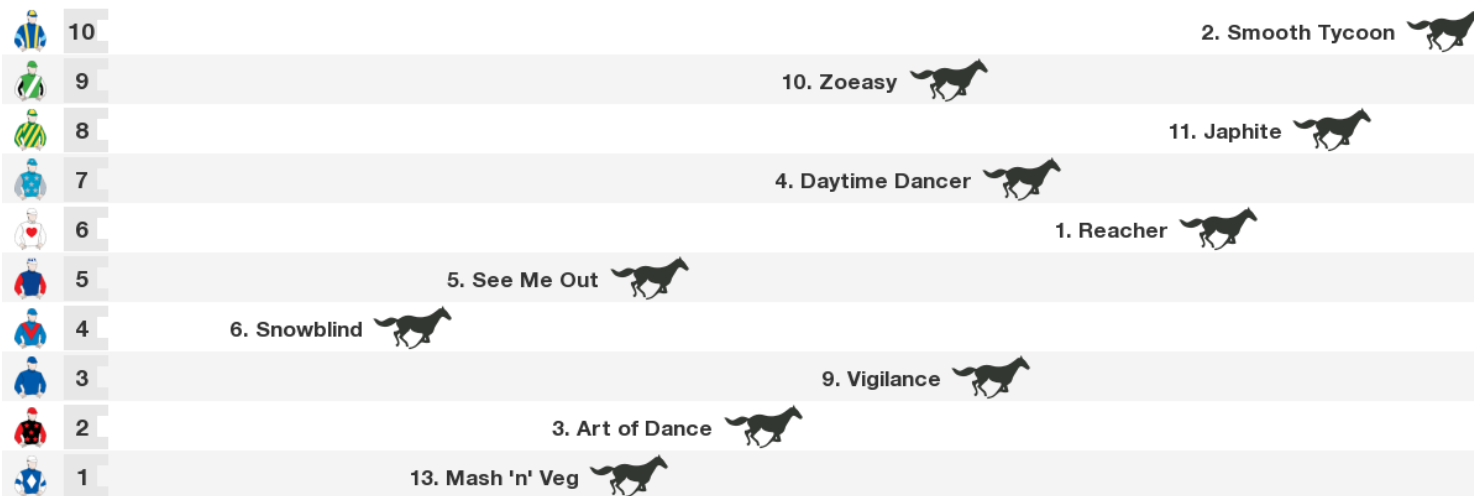 10 2. Smooth Tycoon
9 10. Zoeasy
8 11. Japhite
7 4. Daytime Dancer
6 1. Reacher
5 5. See Me Out
4 6. Snowblind
3 9. Vigilance
2 3. Art of Dance
1 13. Mash 'n' Veg